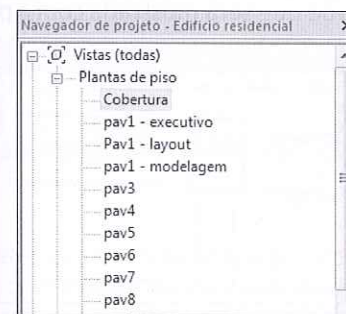 Navegador de projeto - Edificio residencial
Vistas (todas)
Plantas de piso
Cobertura
pav1 - executivo
Pav1 - layout
pav1 - modelagem
pav3
pav4
pav5
pav6
pav7
pav8